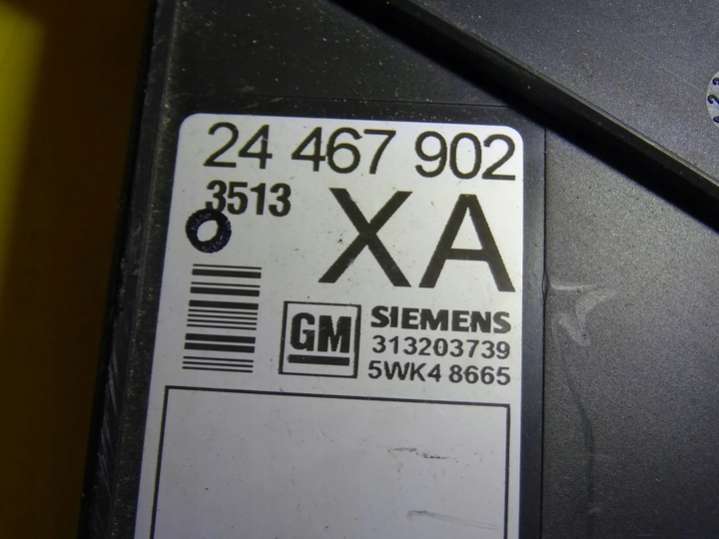 24 467 902
3513
XA
GM
SIEMENS
313203739
5WK4 8665